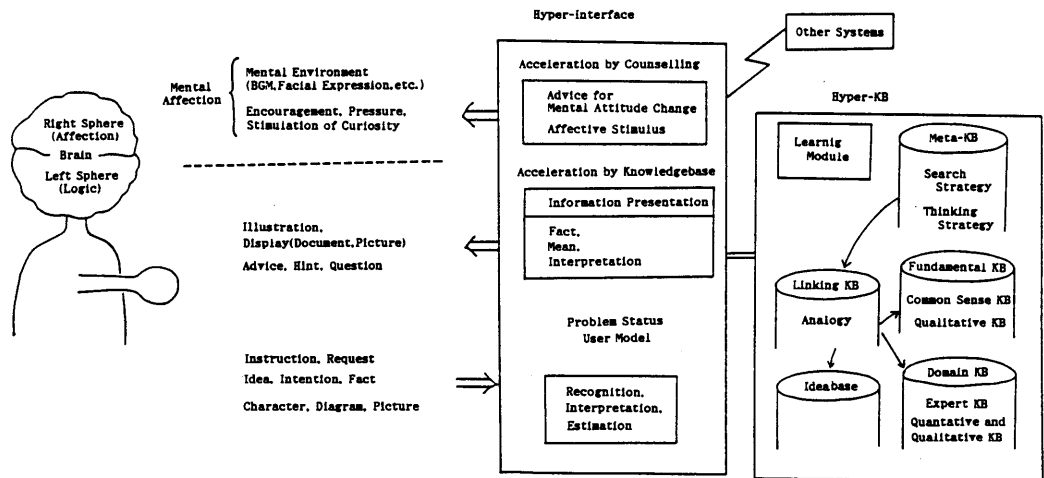 Hyper-interface
Other Systems
Right Sphere
(Affection)
Brain
Left Sphere
(Logic)
Mental
Affection
Mental Environment
(BGM,Facial Expression,etc.)
Encouragement, Pressure,
Stimulation of Curiosity
Illustration,
Display(Document,Picture)
Advice, Hint, Question
Instruction, Request
Idea, Intention, Fact
Character, Diagram, Picture
Acceleration by Counselling
Advice for
Mental Attitude Change
Affective Stimulus
Acceleration by Knowledgebase
Information Presentation
Fact,
Mean,
Interpretation
Problem Status
User Model
Recognition,
Interpretation,
Estimation
Hyper-KB
Learnig
Module
Meta-KB
Search
Strategy
Thinking
Strategy
Linking KB
Analogy
Fundamental KB
Common Sense KB
Qualitative KB
Ideabase
Domain KB
Expert KB
Quantative and
Qualitative KB